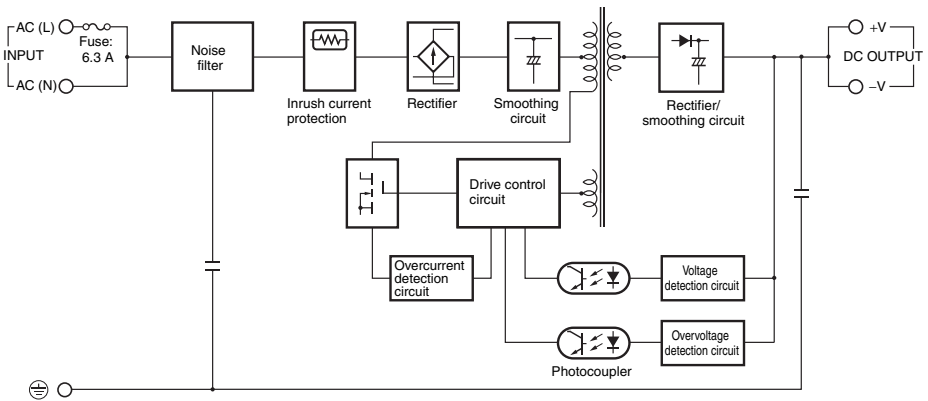 AC (L)
Fuse:
6.3 A
INPUT
AC (N)
Noise
filter
Inrush current
protection
Rectifier
Smoothing
circuit
Rectifier/
smoothing circuit
+V
DC OUTPUT
–V
Drive control
circuit
Overcurrent
detection
circuit
Voltage
detection circuit
Overvoltage
detection circuit
Photocoupler